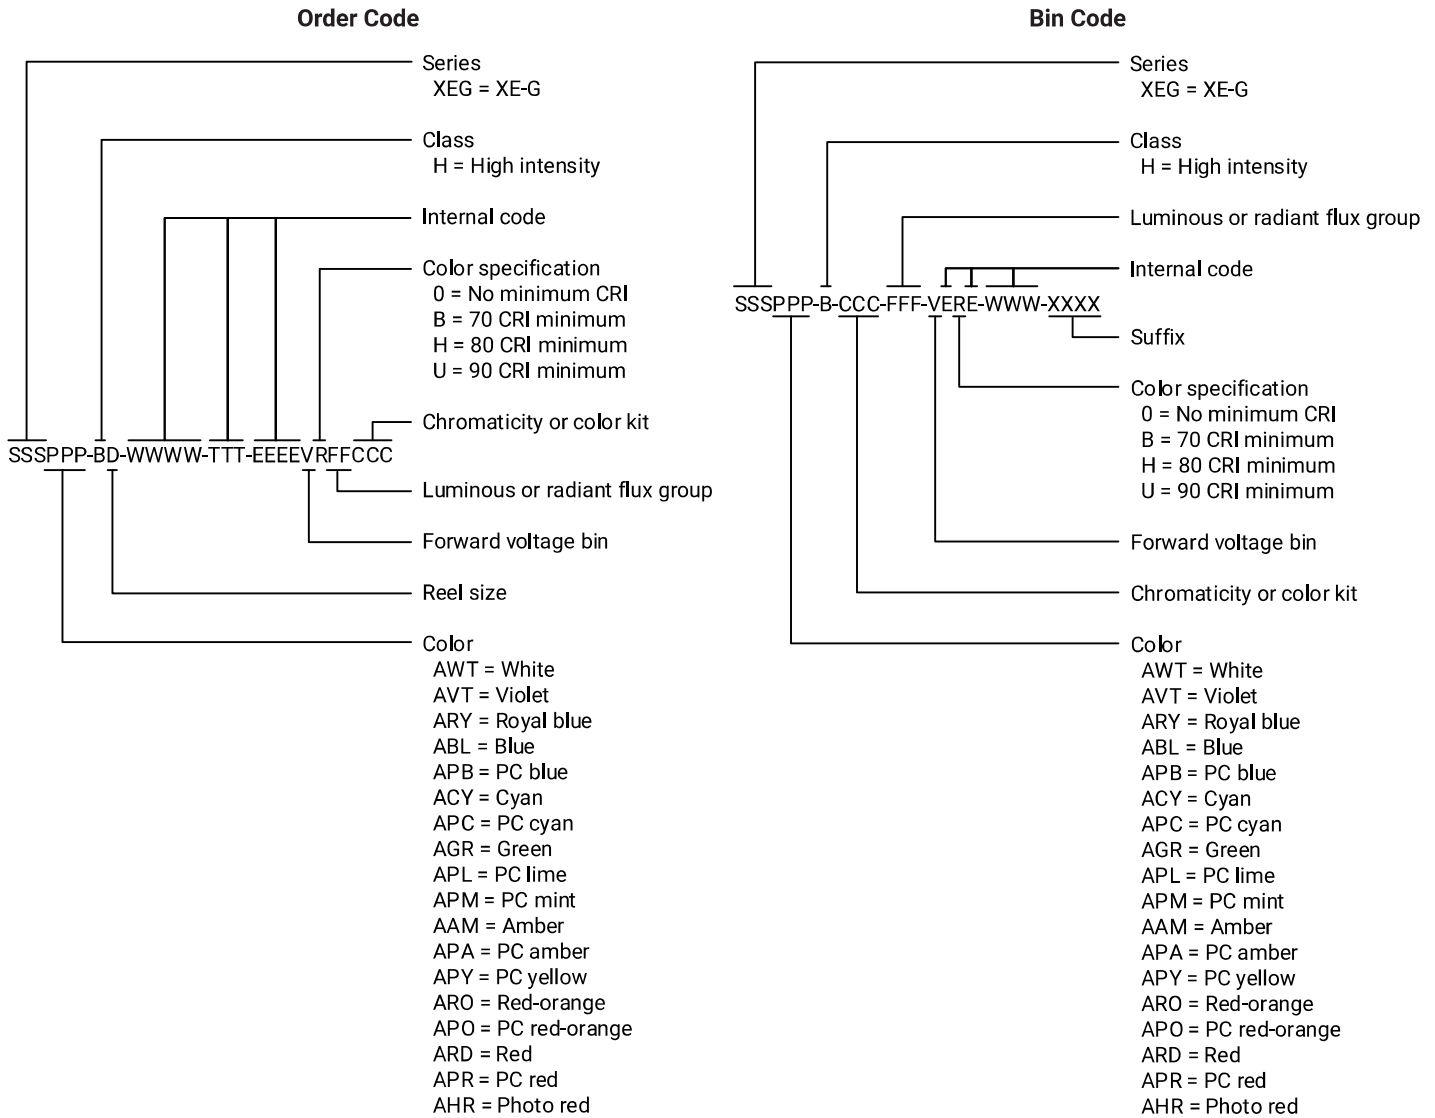 Order Code
Series
XEG = XE-G
Class
H = High intensity
Internal code
Color specification
0 = No minimum CRI
B = 70 CRI minimum
H = 80 CRI minimum
U = 90 CRI minimum
Chromaticity or color kit
SSSPPP-BD-WWWW-TTT-EEEEVRFFCCC
Luminous or radiant flux group
Forward voltage bin
Reel size
Color
AWT = White
AVT = Violet
ARY = Royal blue
ABL = Blue
APB = PC blue
ACY = Cyan
APC = PC cyan
AGR = Green
APL = PC lime
APM = PC mint
AAM = Amber
APA = PC amber
APY = PC yellow
ARO = Red-orange
APO = PC red-orange
ARD = Red
APR = PC red
AHR = Photo red
Bin Code
Series
XEG = XE-G
Class
H = High intensity
Luminous or radiant flux group
Internal code
SSSPPP-B-CCC-FFF-VERE-WWW-XXXX
Suffix
Color specification
0 = No minimum CRI
B = 70 CRI minimum
H = 80 CRI minimum
U = 90 CRI minimum
Forward voltage bin
Chromaticity or color kit
Color
AWT = White
AVT = Violet
ARY = Royal blue
ABL = Blue
APB = PC blue
ACY = Cyan
APC = PC cyan
AGR = Green
APL = PC lime
APM = PC mint
AAM = Amber
APA = PC amber
APY = PC yellow
ARO = Red-orange
APO = PC red-orange
ARD = Red
APR = PC red
AHR = Photo red